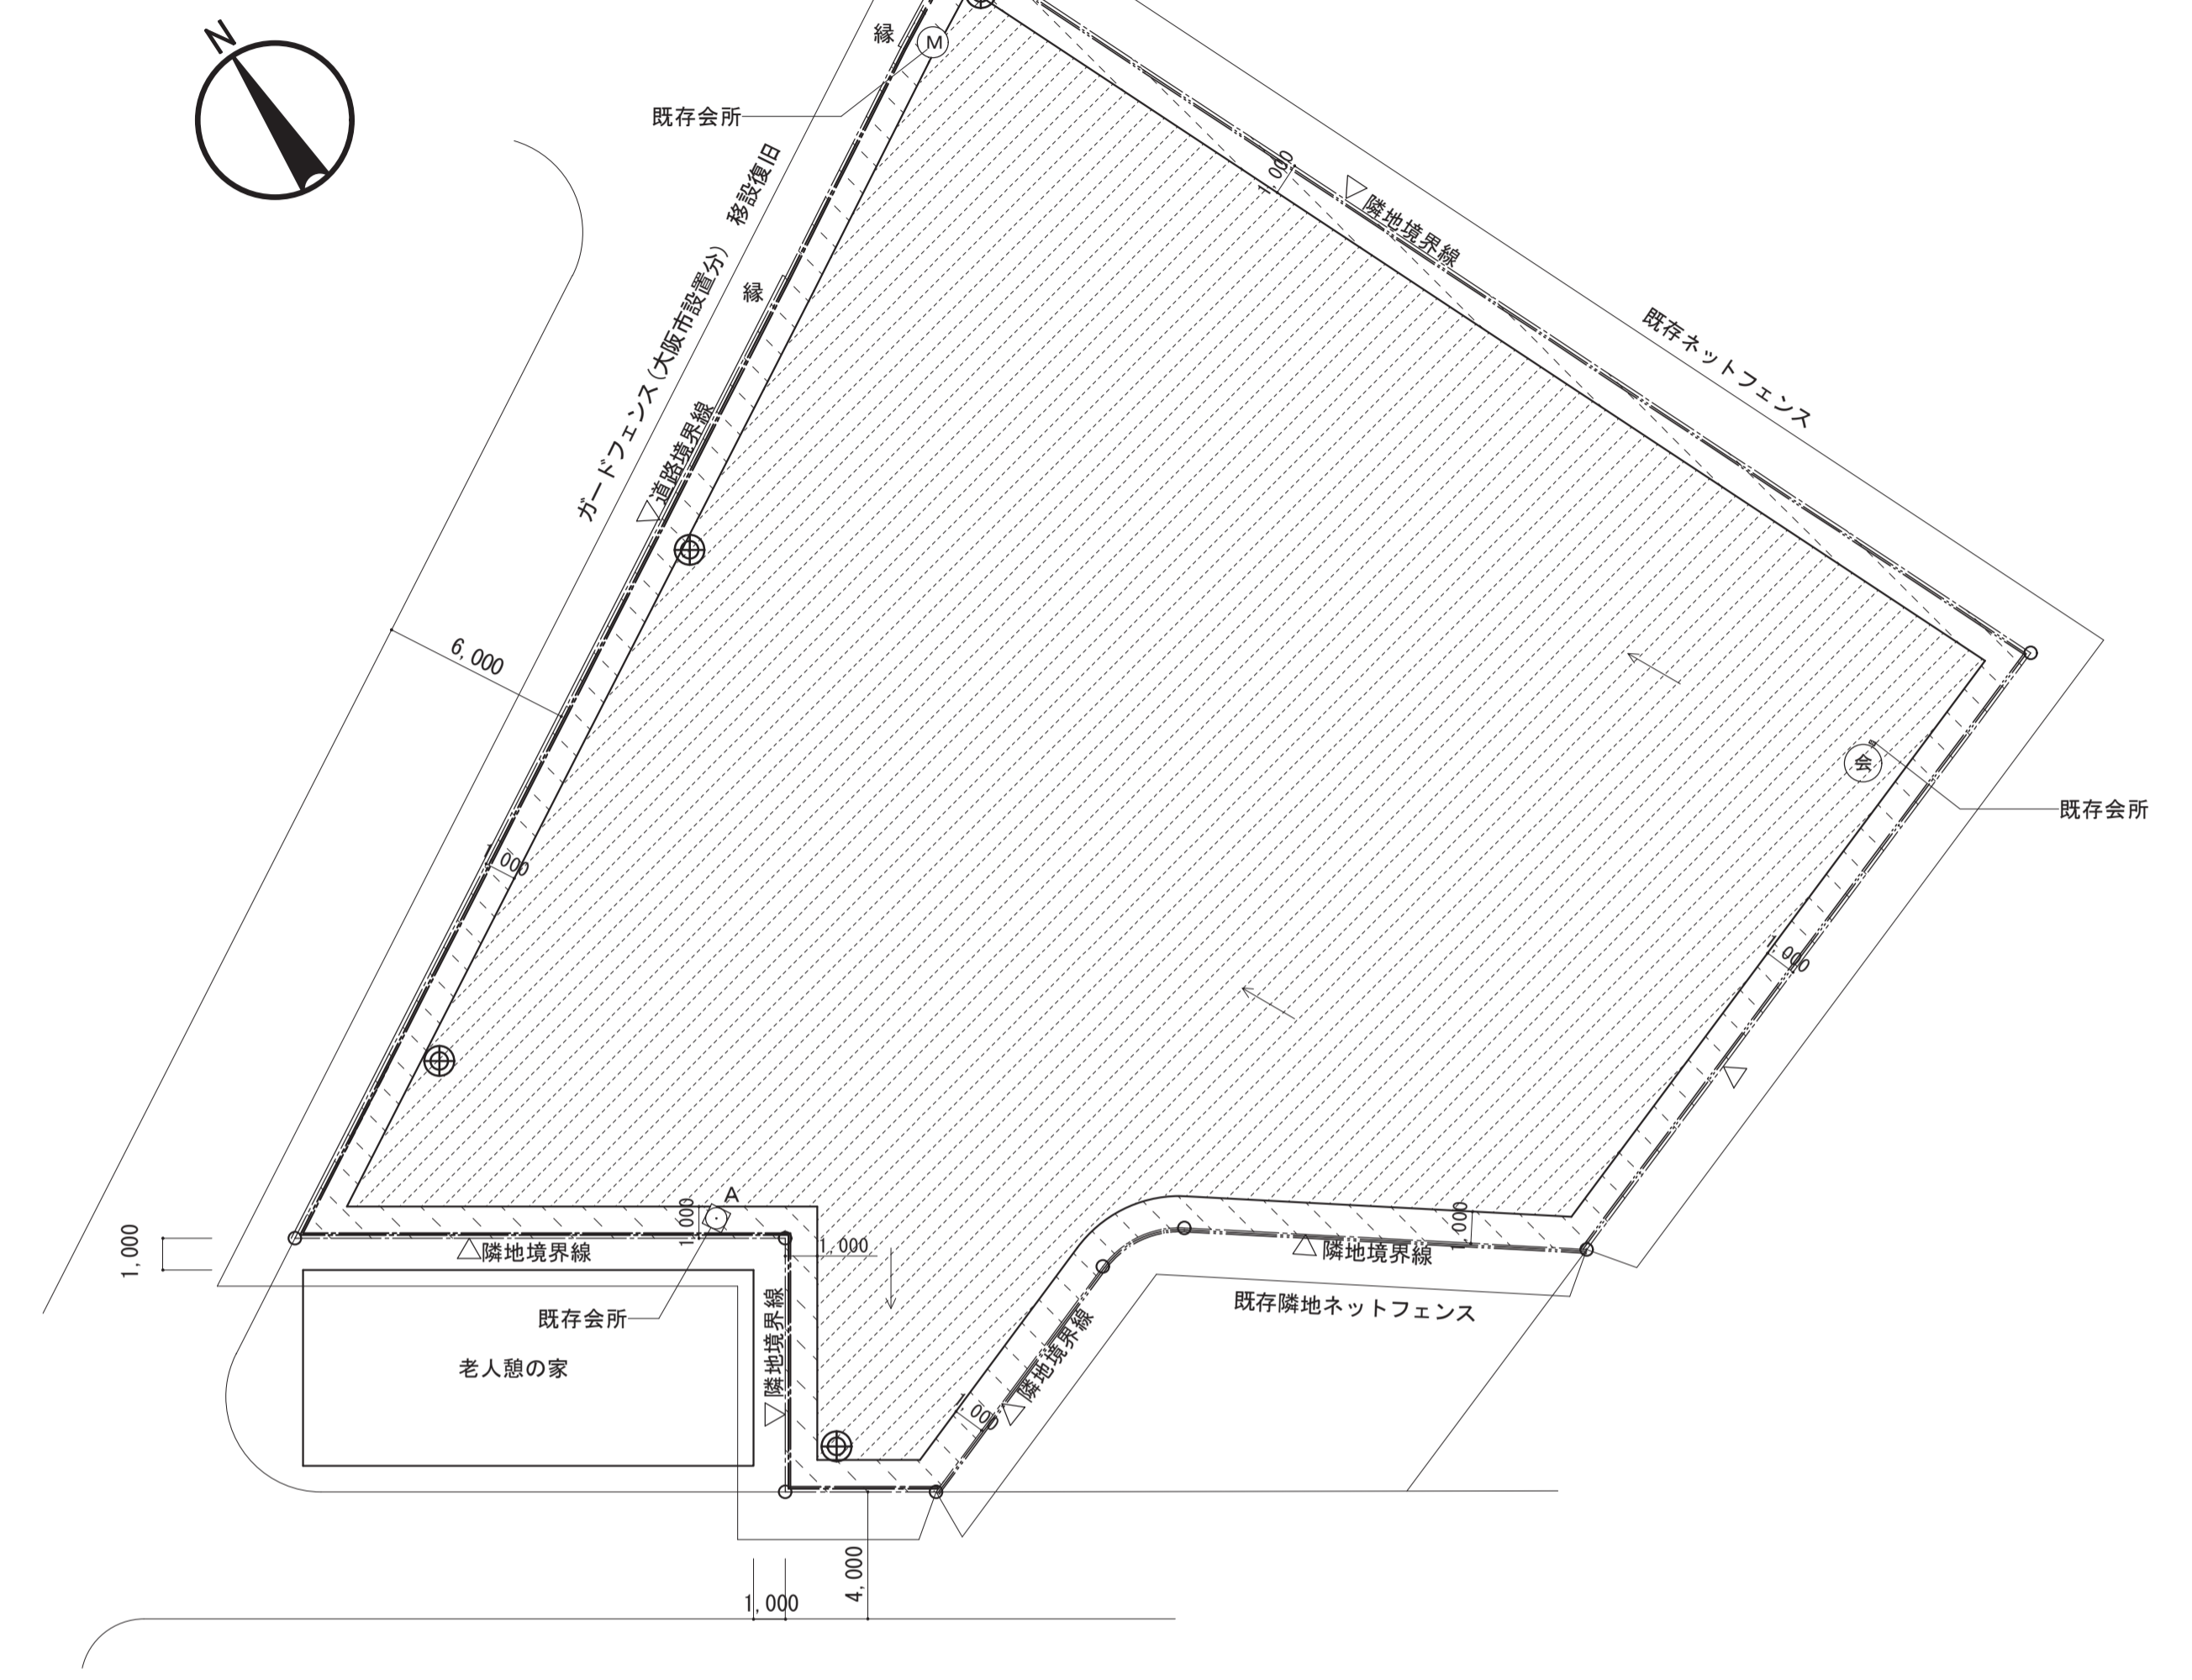 N
縁
M
既存会所
ガードフェンス(大阪市設置分) 移設復旧
1,000
隣地境界線
縁
既存ネットフェンス
道路境界線
6,000
会
既存会所
1,000
1,000
A
1,000
1,000
1,000
隣地境界線
1,000
隣地境界線
既存隣地ネットフェンス
既存会所
隣地境界線
隣地境界線
老人憩の家
1,000
4,000
1,000